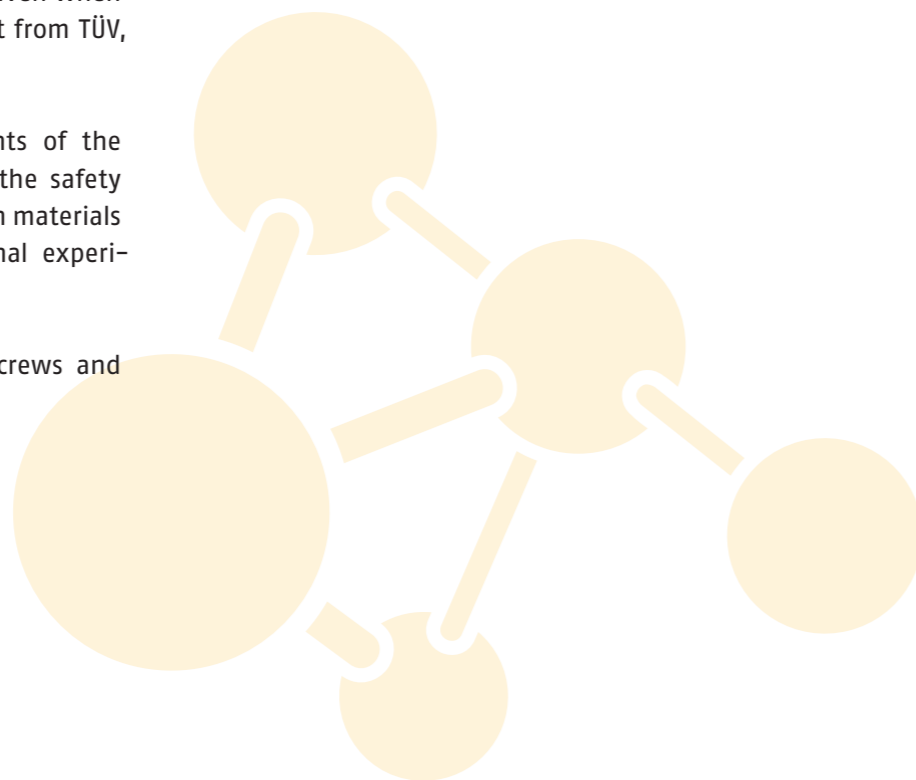 t from TÜV,
nts of the
the safety
n materials
nal experi-
crews and